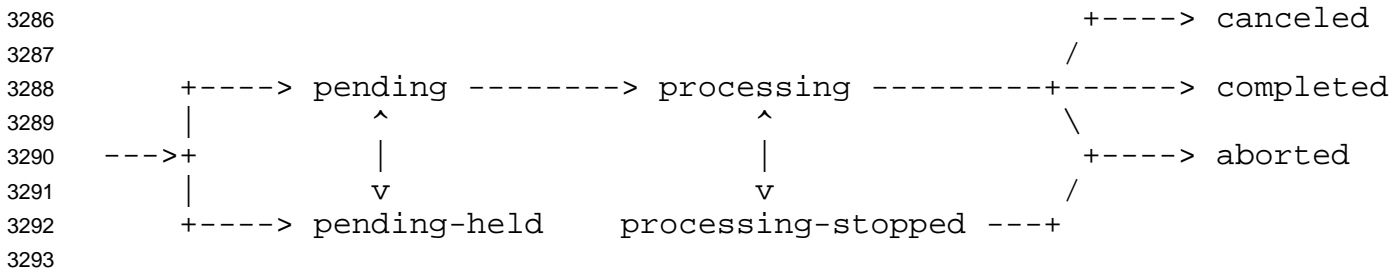 3286                                                          +----> canceled
3287                                                         /
3288      +----> pending --------> processing ---------+------> completed
3289      |         ^                   ^               \
3290  --->+         |                   |                +----> aborted
3291      |         v                   v               /
3292      +----> pending-held    processing-stopped ---+
3293